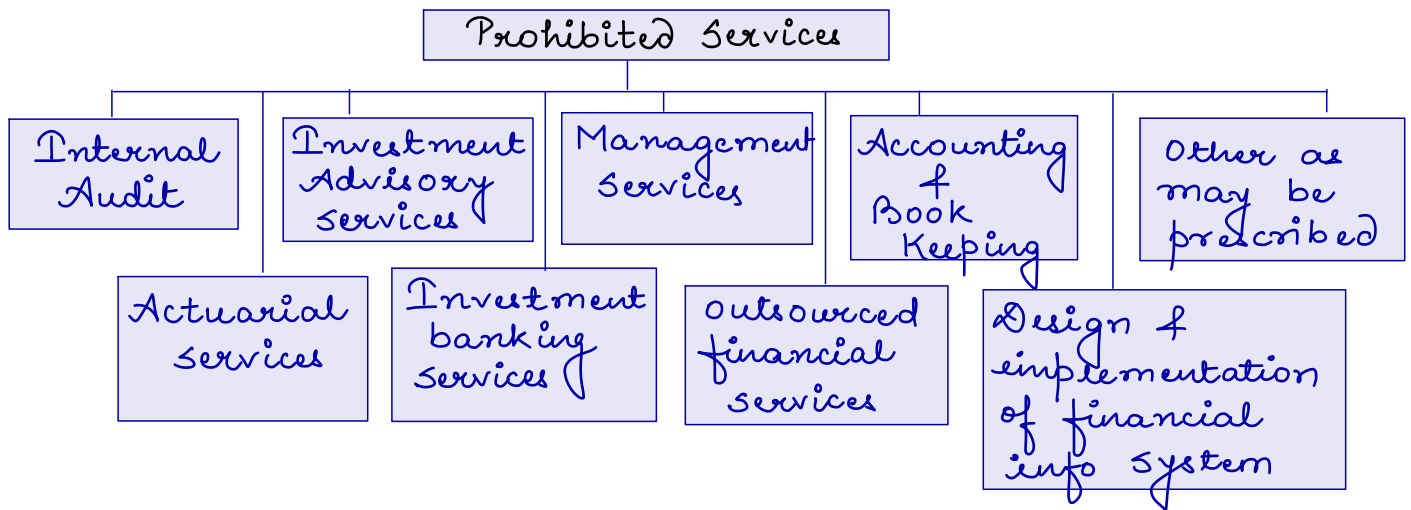 Prohibited Services
Internal
Audit
Investment
Advisory
Services
Management
Services
Accounting
&
Book
Keeping
Other as
may be
prescribed
Actuarial
Services
Investment
banking
Services
Outsourced
financial
services
Design &
implementation
of financial
info system